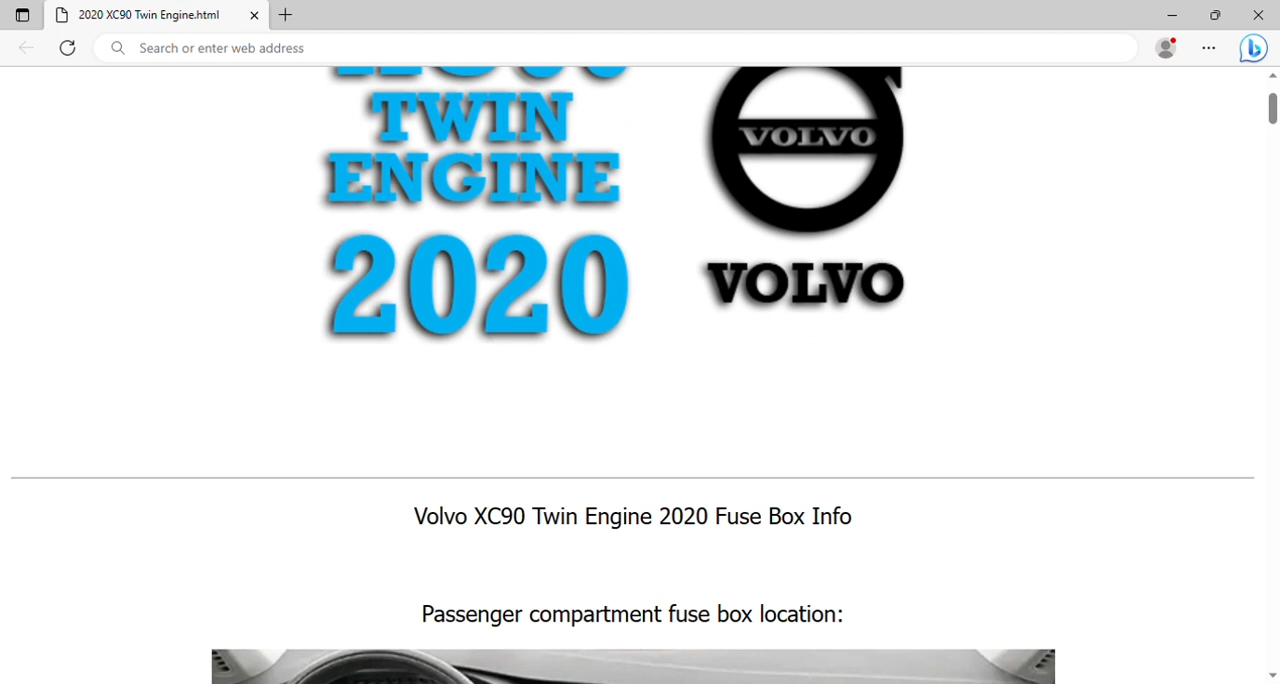 2020 XC90 Twin Engine.html
Search or enter web address
TWIN
ENGINE
2020
VOLVO
VOLVO
Volvo XC90 Twin Engine 2020 Fuse Box Info
Passenger compartment fuse box location: